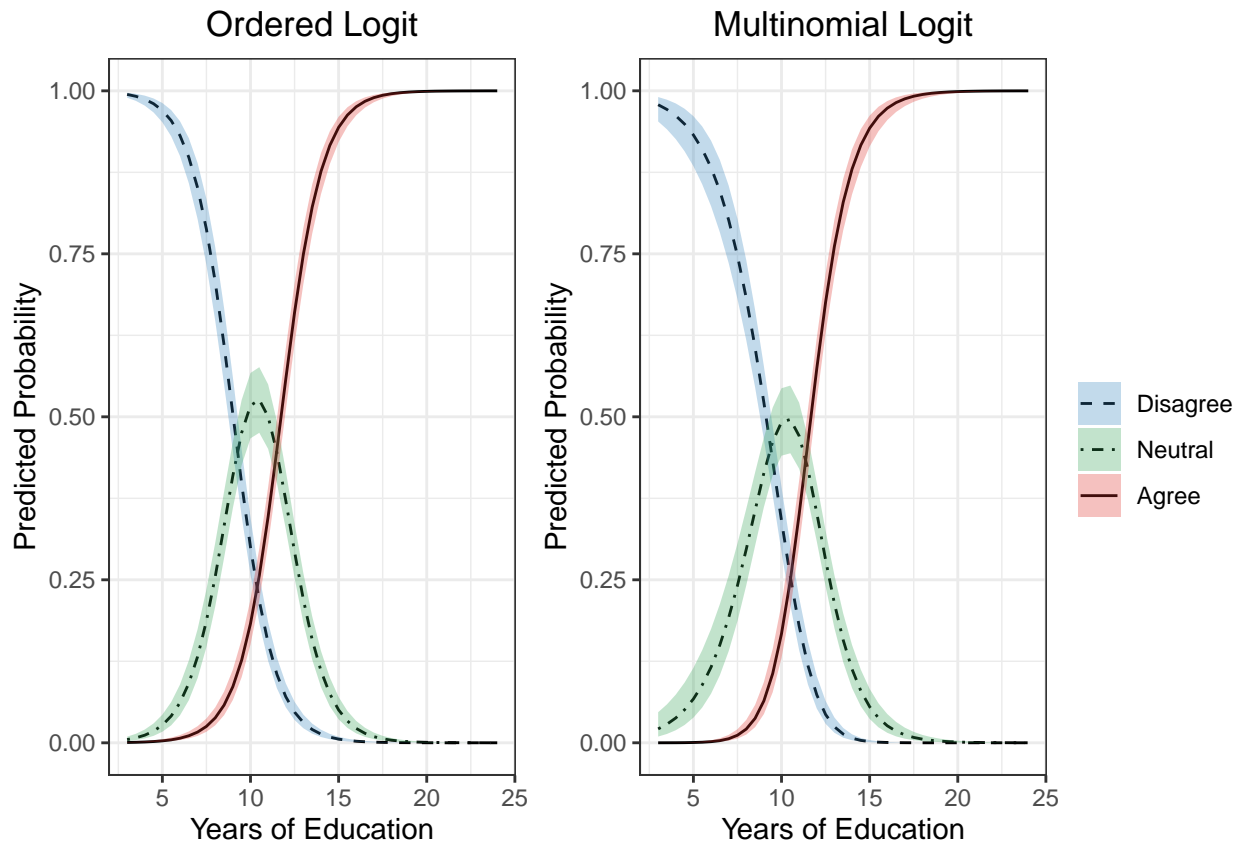 Ordered Logit
Multinomial Logit
Predicted Probability
1.00
0.75
0.50
0.25
0.00
5 10 15 20 25
Years of Education
Predicted Probability
1.00
0.75
0.50
0.25
0.00
5 10 15 20 25
Years of Education
Disagree
Neutral
Agree